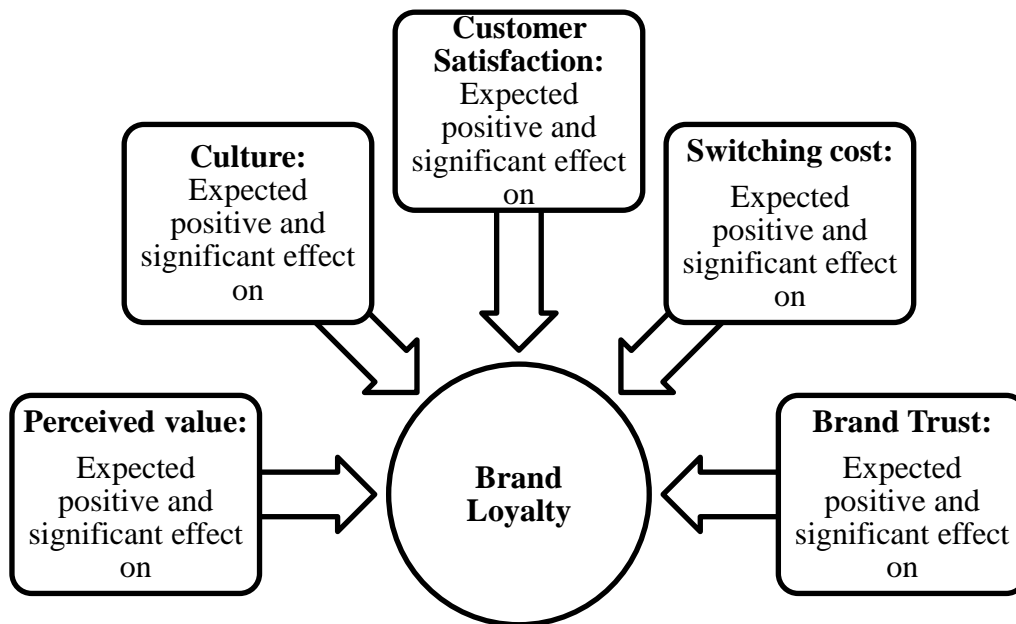 Customer
Satisfaction:
Expected
positive and
significant effect
on
Culture:
Expected
positive and
significant effect
on
Switching cost:
Expected
positive and
significant effect
on
Perceived value:
Expected
positive and
significant effect
on
Brand
Loyalty
Brand Trust:
Expected
positive and
significant effect
on